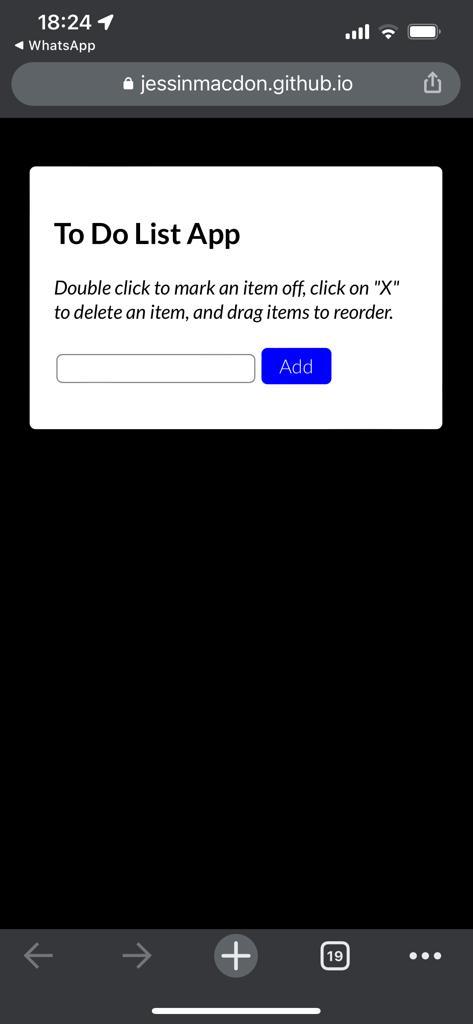 18:24
◄ WhatsApp
jessinmacdon.github.io
To Do List App
Double click to mark an item off, click on "X"
to delete an item, and drag items to reorder.
Add
19